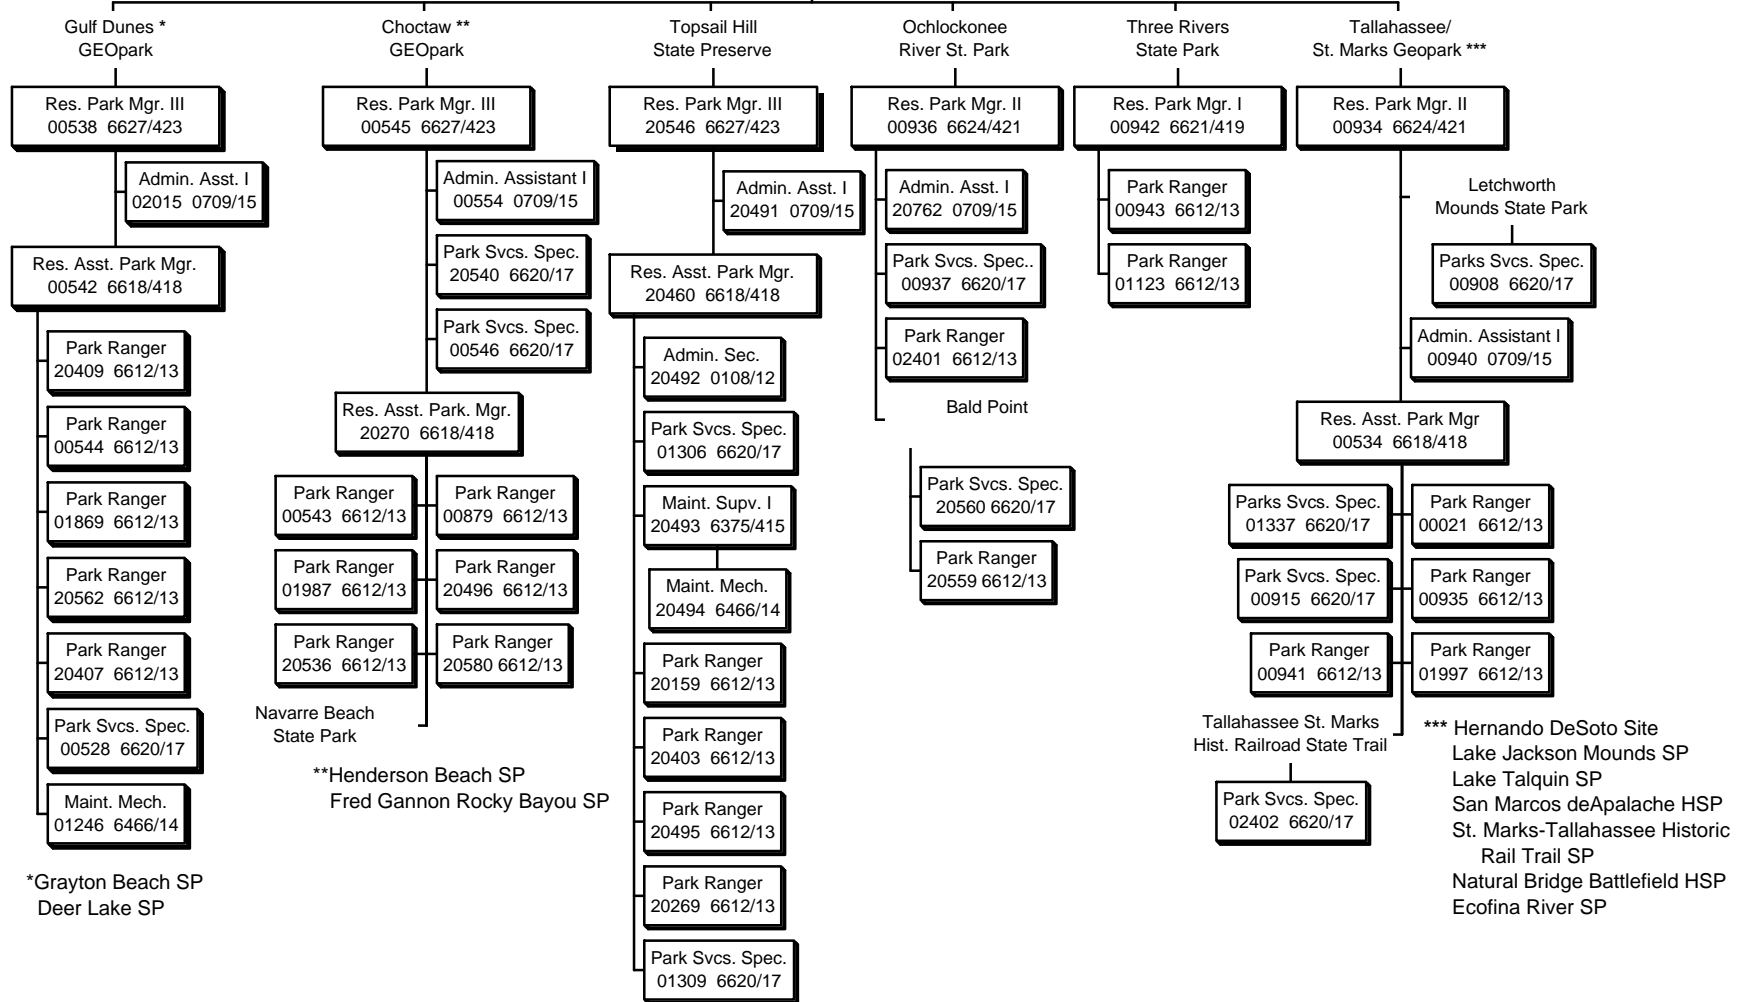 Gulf Dunes *
GEOpark
Res. Park Mgr. III
00538 6627/423
Admin. Asst. I
02015 0709/15
Res. Asst. Park Mgr.
00542 6618/418
Park Ranger
20409 6612/13
Park Ranger
00544 6612/13
Park Ranger
01869 6612/13
Park Ranger
20562 6612/13
Park Ranger
20407 6612/13
Park Svcs. Spec.
00528 6620/17
Maint. Mech.
01246 6466/14
*Grayton Beach SP
Deer Lake SP
Choctaw **
GEOpark
Res. Park Mgr. III
00545 6627/423
Admin. Assistant I
00554 0709/15
Park Svcs. Spec.
20540 6620/17
Park Svcs. Spec.
00546 6620/17
Res. Asst. Park. Mgr.
20270 6618/418
Park Ranger
00543 6612/13
Park Ranger
00879 6612/13
Park Ranger
01987 6612/13
Park Ranger
20496 6612/13
Park Ranger
20536 6612/13
Park Ranger
20580 6612/13
Navarre Beach
State Park
**Henderson Beach SP
Fred Gannon Rocky Bayou SP
Topsail Hill
State Preserve
Res. Park Mgr. III
20546 6627/423
Admin. Asst. I
20491 0709/15
Res. Asst. Park Mgr.
20460 6618/418
Admin. Sec.
20492 0108/12
Park Svcs. Spec.
01306 6620/17
Maint. Supv. I
20493 6375/415
Maint. Mech.
20494 6466/14
Park Ranger
20159 6612/13
Park Ranger
20403 6612/13
Park Ranger
20495 6612/13
Park Ranger
20269 6612/13
Park Svcs. Spec.
01309 6620/17
Ochlockonee
River St. Park
Res. Park Mgr. II
00936 6624/421
Admin. Asst. I
20762 0709/15
Park Svcs. Spec..
00937 6620/17
Park Ranger
02401 6612/13
Bald Point
Park Svcs. Spec.
20560 6620/17
Park Ranger
20559 6612/13
Three Rivers
State Park
Res. Park Mgr. I
00942 6621/419
Park Ranger
00943 6612/13
Park Ranger
01123 6612/13
Tallahassee/
St. Marks Geopark ***
Res. Park Mgr. II
00934 6624/421
Letchworth
Mounds State Park
Parks Svcs. Spec.
00908 6620/17
Admin. Assistant I
00940 0709/15
Res. Asst. Park Mgr
00534 6618/418
Parks Svcs. Spec.
01337 6620/17
Park Ranger
00021 6612/13
Park Svcs. Spec.
00915 6620/17
Park Ranger
00935 6612/13
Park Ranger
00941 6612/13
Park Ranger
01997 6612/13
Tallahassee St. Marks
Hist. Railroad State Trail
Park Svcs. Spec.
02402 6620/17
*** Hernando DeSoto Site
Lake Jackson Mounds SP
Lake Talquin SP
San Marcos deApalache HSP
St. Marks-Tallahassee Historic
Rail Trail SP
Natural Bridge Battlefield HSP
Ecofina River SP